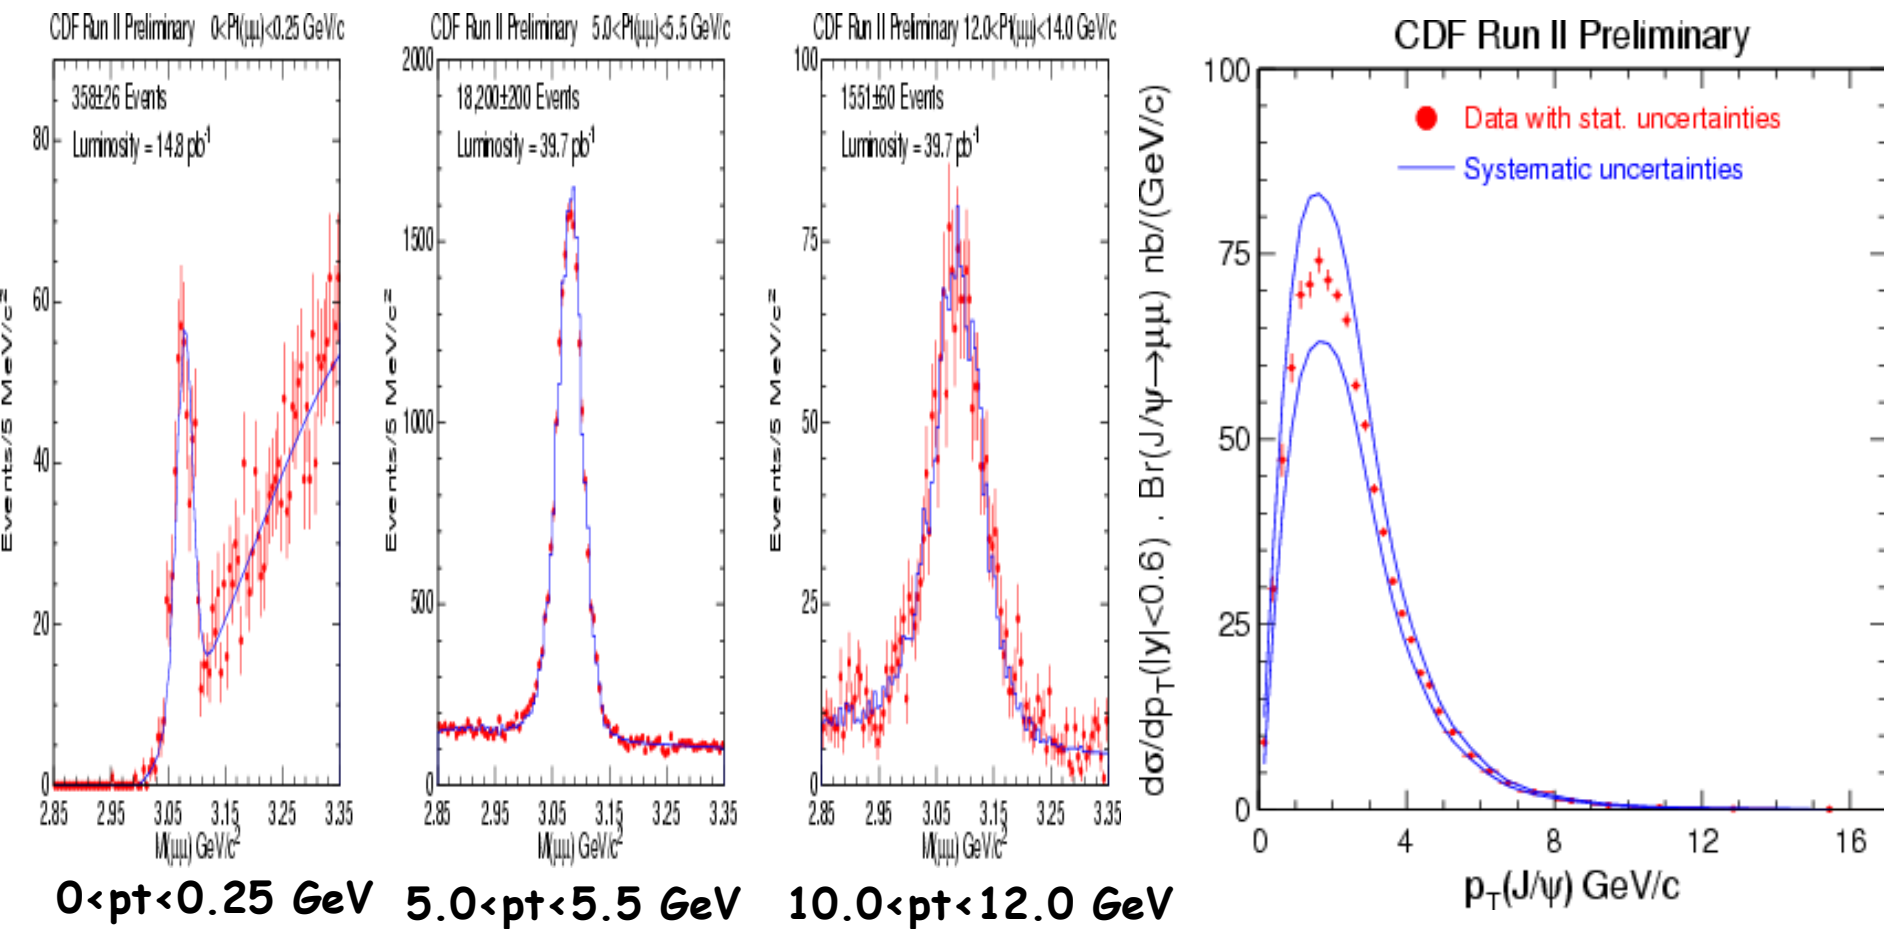 CDF Run II Preliminary 0<Pt(μμ)<0.25 GeV/c
358±26 Events
Luminosity = 14.8 pb⁻¹
Events/5 MeV/c²
80
60
40
20
0
2.85 2.95 3.05 3.15 3.25 3.35
M(μμ) GeV/c²
0<pt<0.25 GeV
CDF Run II Preliminary 5.0<Pt(μμ)<5.5 GeV/c
18,200±200 Events
Luminosity = 39.7 pb⁻¹
Events/5 MeV/c²
2000
1500
1000
500
0
2.85 2.95 3.05 3.15 3.25 3.35
M(μμ) GeV/c²
5.0<pt<5.5 GeV
CDF Run II Preliminary 12.0<Pt(μμ)<14.0 GeV/c
1551±60 Events
Luminosity = 39.7 pb⁻¹
Events/5 MeV/c²
100
75
50
25
0
2.85 2.95 3.05 3.15 3.25 3.35
M(μμ) GeV/c²
10.0<pt<12.0 GeV
CDF Run II Preliminary
Data with stat. uncertainties
Systematic uncertainties
dσ/dp_T(|y|<0.6) · Br(J/ψ→μμ) nb/(GeV/c)
100
75
50
25
0
0 4 8 12 16
p_T(J/ψ) GeV/c